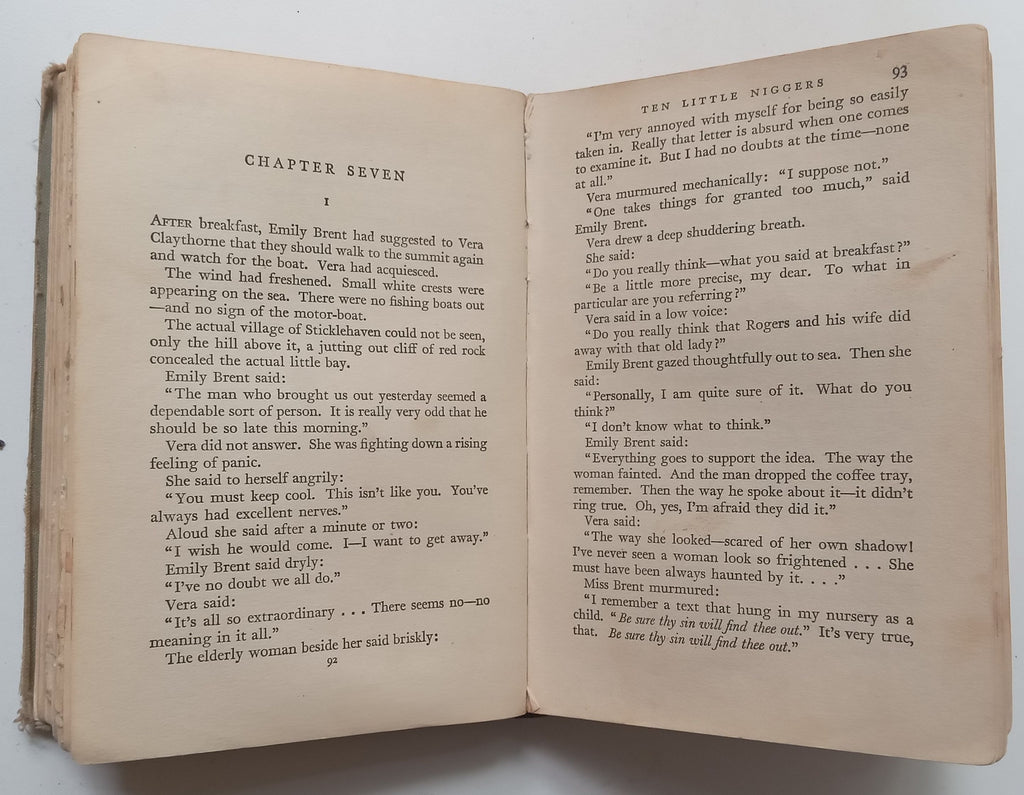 CHAPTER SEVEN
I
AFTER breakfast, Emily Brent had suggested to Vera
Claythorne that they should walk to the summit again
and watch for the boat. Vera had acquiesced.
The wind had freshened. Small white crests were
appearing on the sea. There were no fishing boats out
—and no sign of the motor-boat.
The actual village of Sticklehaven could not be seen,
only the hill above it, a jutting out cliff of red rock
concealed the actual little bay.
Emily Brent said:
“The man who brought us out yesterday seemed a
dependable sort of person. It is really very odd that he
should be so late this morning.”
Vera did not answer. She was fighting down a rising
feeling of panic.
She said to herself angrily:
“You must keep cool. This isn’t like you. You’ve
always had excellent nerves.”
Aloud she said after a minute or two:
“I wish he would come. I—I want to get away.”
Emily Brent said dryly:
“I’ve no doubt we all do.”
Vera said:
“It’s all so extraordinary . . . There seems no—no
meaning in it all.”
The elderly woman beside her said briskly:
92
TEN LITTLE NIGGERS 93
“I’m very annoyed with myself for being so easily
taken in. Really that letter is absurd when one comes
to examine it. But I had no doubts at the time—none
at all.”
Vera murmured mechanically: “I suppose not.”
“One takes things for granted too much,” said
Emily Brent.
Vera drew a deep shuddering breath.
She said:
“Do you really think—what you said at breakfast?”
“Be a little more precise, my dear. To what in
particular are you referring?”
Vera said in a low voice:
“Do you really think that Rogers and his wife did
away with that old lady?”
Emily Brent gazed thoughtfully out to sea. Then she
said:
“Personally, I am quite sure of it. What do you
think?”
“I don’t know what to think.”
Emily Brent said:
“Everything goes to support the idea. The way the
woman fainted. And the man dropped the coffee tray,
remember. Then the way he spoke about it—it didn’t
ring true. Oh, yes, I’m afraid they did it.”
Vera said:
“The way she looked—scared of her own shadow!
I’ve never seen a woman look so frightened . . . She
must have been always haunted by it. . . .”
Miss Brent murmured:
“I remember a text that hung in my nursery as a
child. “Be sure thy sin will find thee out.” It’s very true,
that. Be sure thy sin will find thee out.”